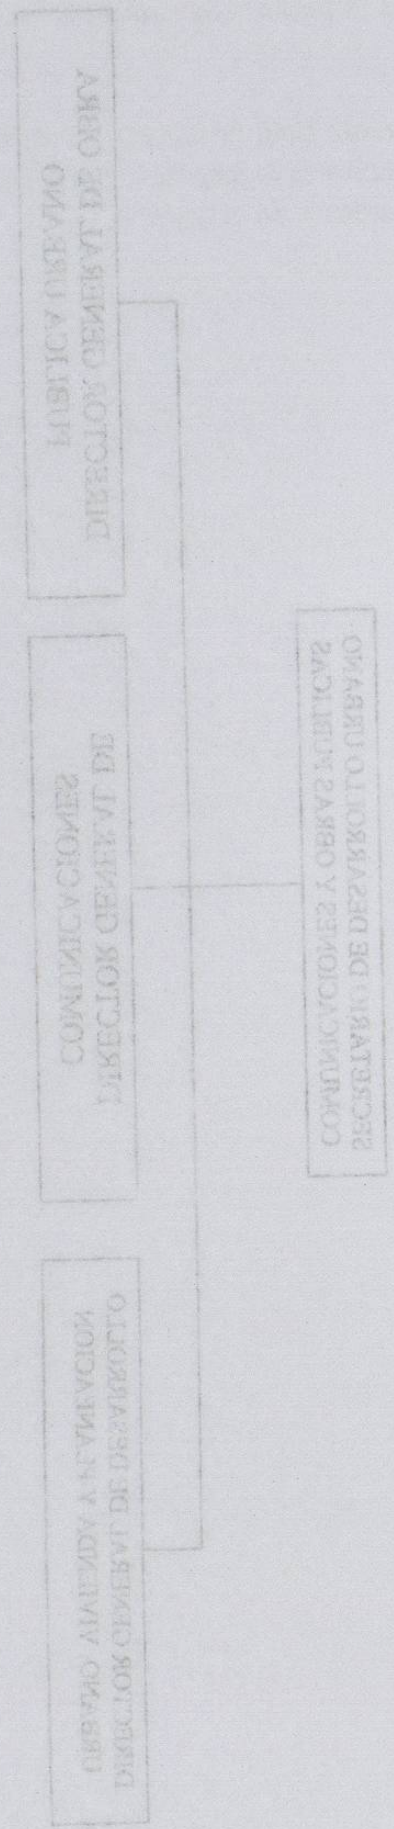 SECRETARIO DE DESARROLLO URBANO
COMUNICACIONES Y OBRAS PUBLICAS
DIRECTOR GENERAL DE DESARROLLO
URBANO, VIVIENDA Y PLANEACION
DIRECTOR GENERAL DE
COMUNICACIONES
DIRECTOR GENERAL DE OBRA
PUBLICA URBANO